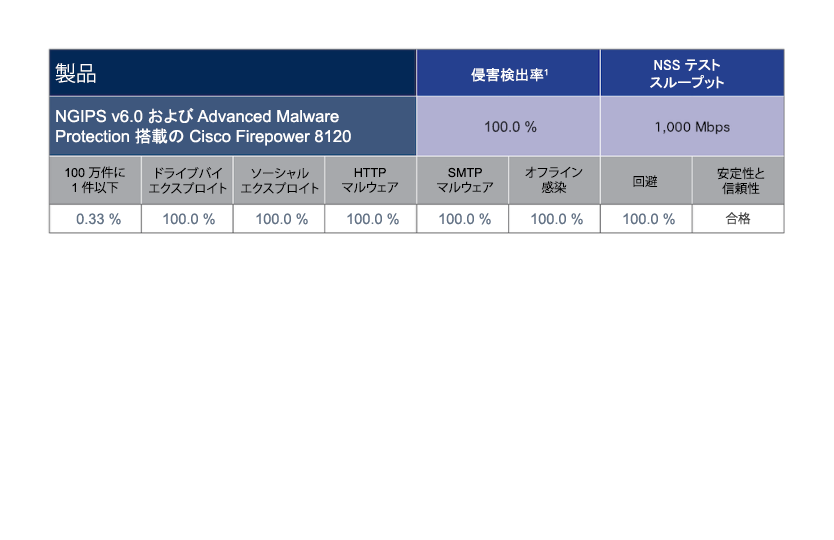 製品
侵害検出率¹
NSS テスト
スループット
NGIPS v6.0 および Advanced Malware
Protection 搭載の Cisco Firepower 8120
100.0 %
1,000 Mbps
100 万件に
1 件以下
ドライブバイ
エクスプロイト
ソーシャル
エクスプロイト
HTTP
マルウェア
SMTP
マルウェア
オフライン
感染
回避
安定性と
信頼性
0.33 %
100.0 %
100.0 %
100.0 %
100.0 %
100.0 %
100.0 %
合格